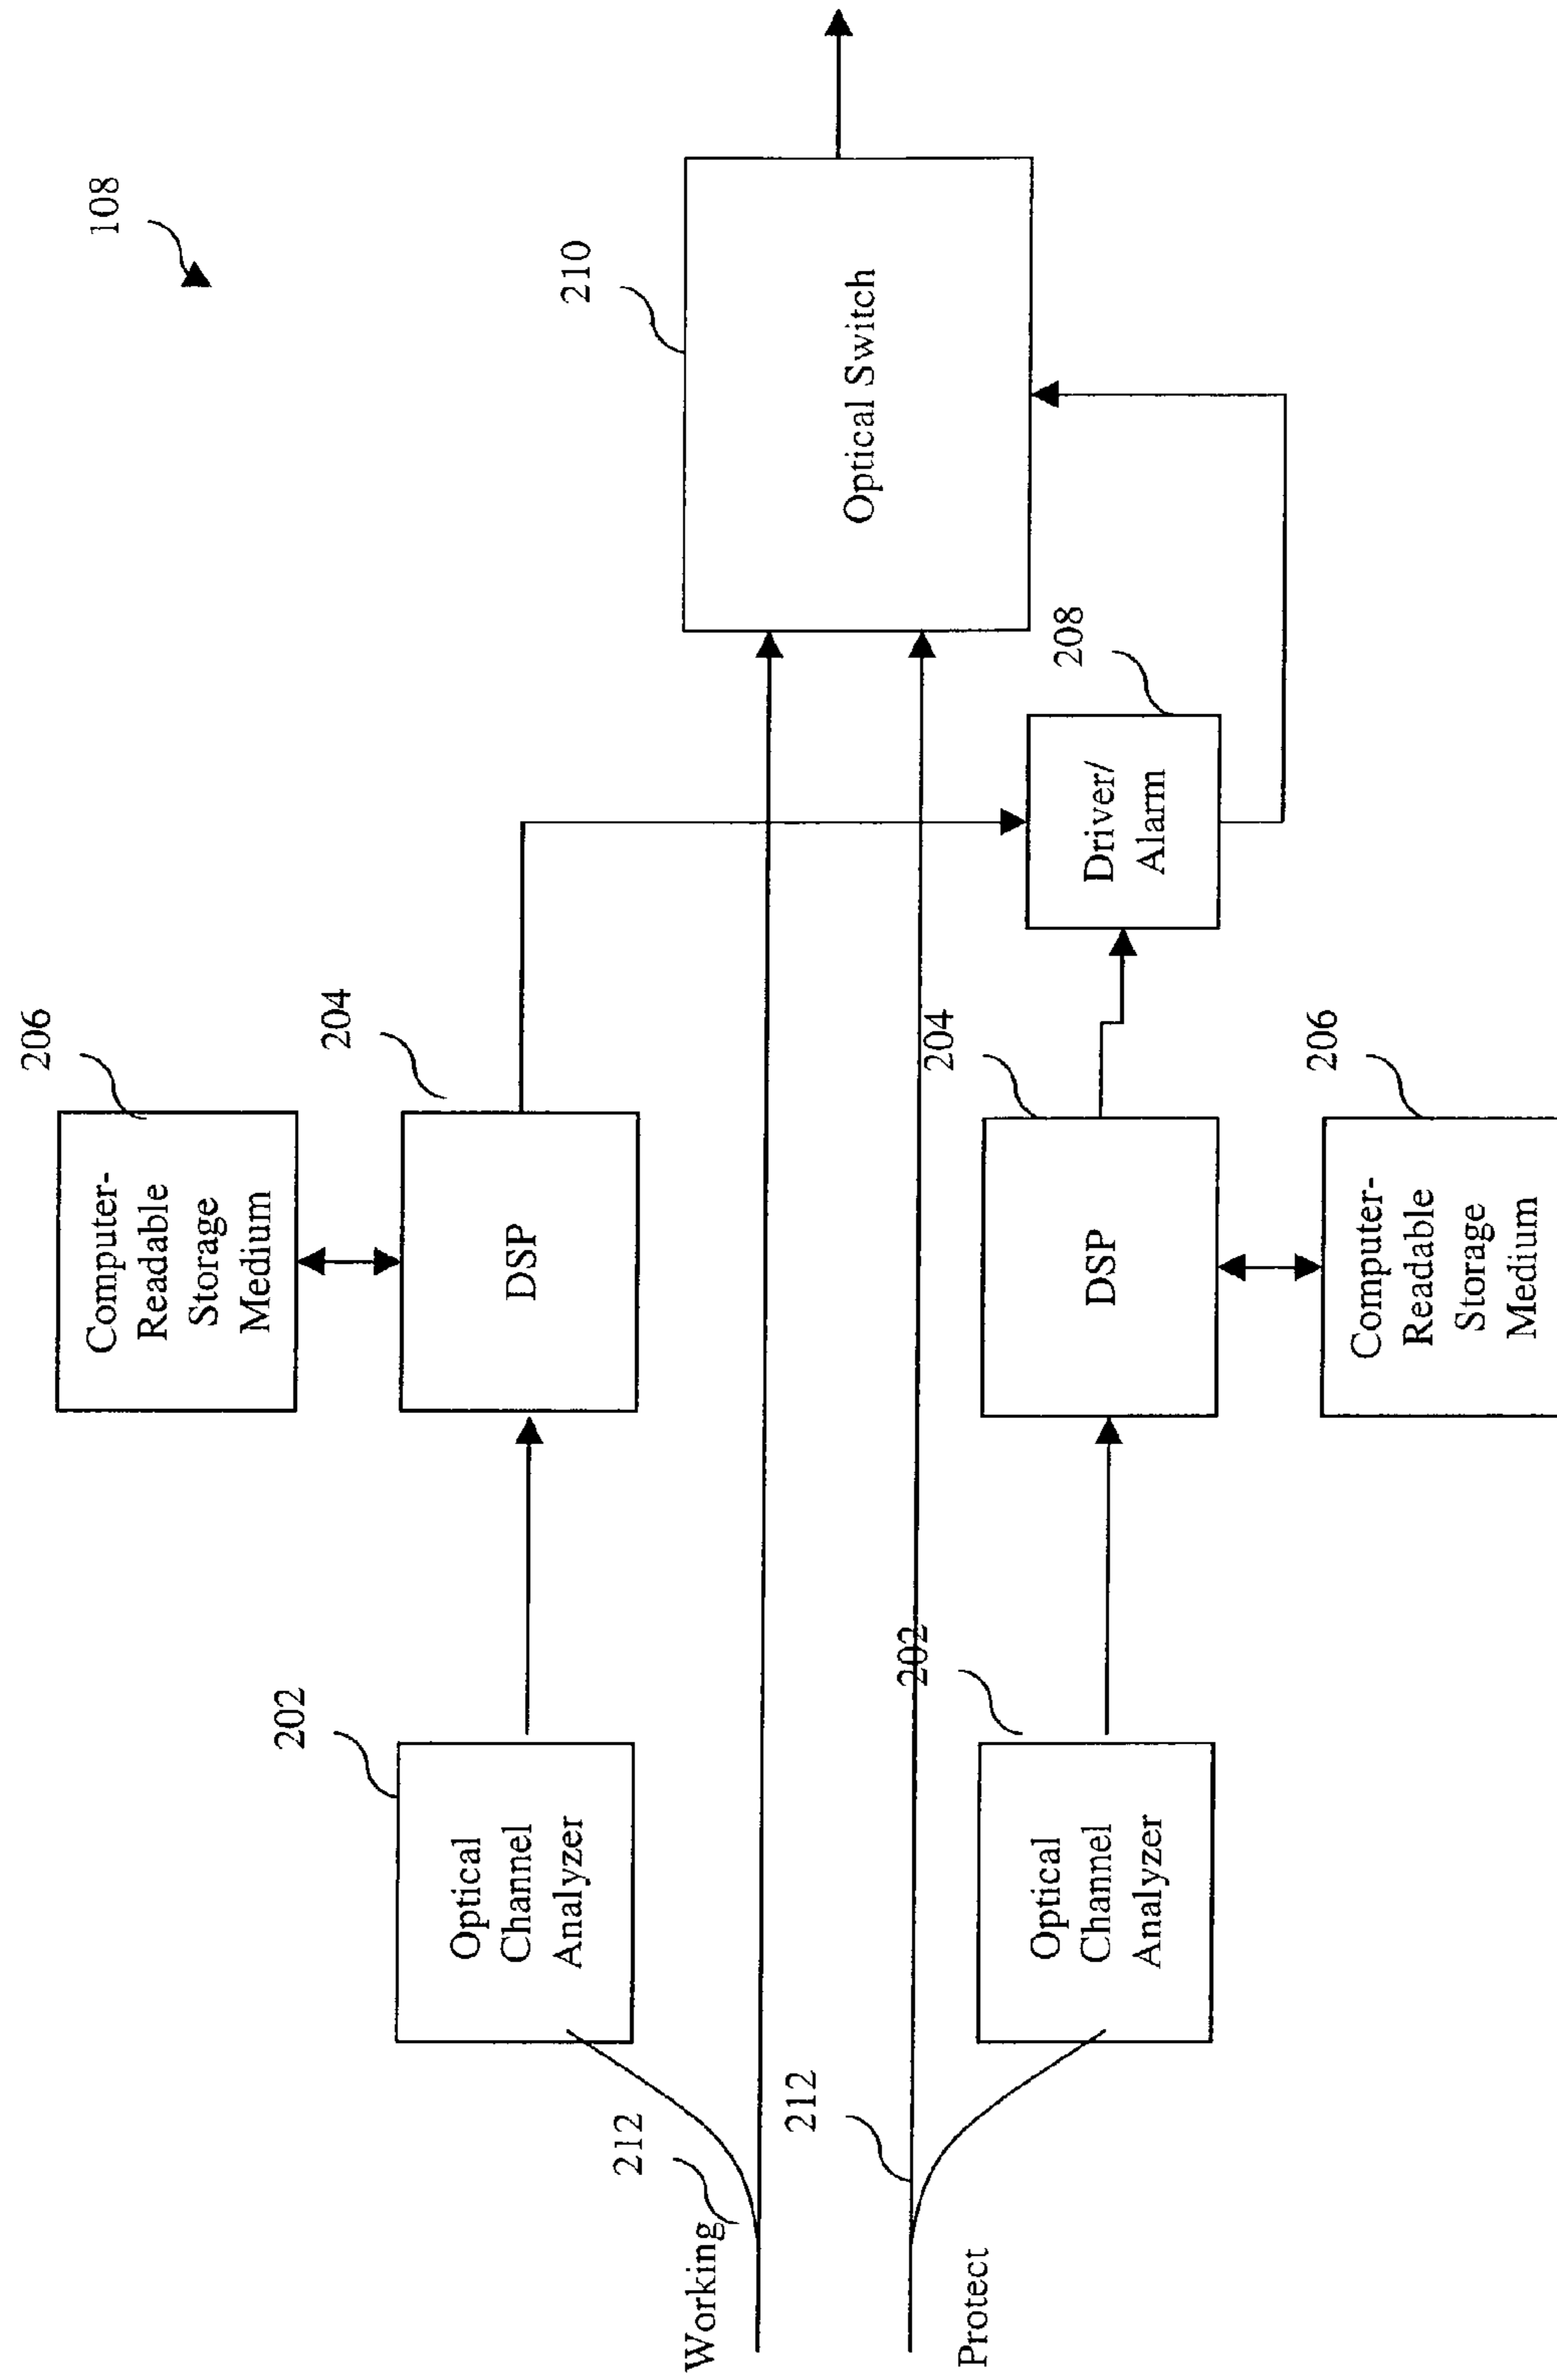 108
206
Computer-
Readable
Storage
Medium
204
DSP
202
Optical
Channel
Analyzer
210
Optical Switch
Working
212
212
Protect
202
Optical
Channel
Analyzer
204
DSP
208
Driver/
Alarm
206
Computer-
Readable
Storage
Medium